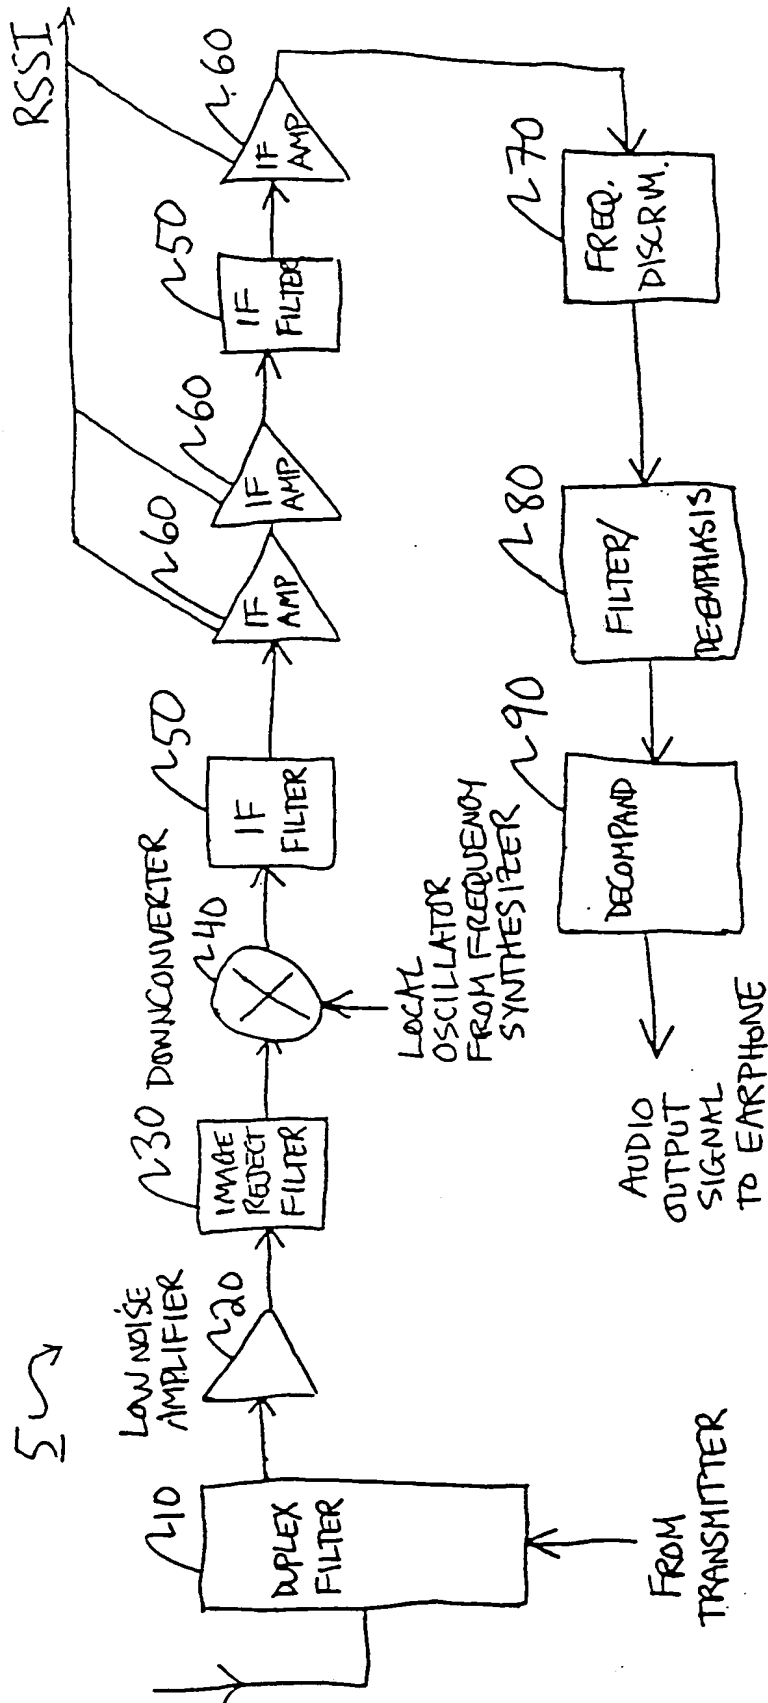 5
RSSI
10
DUPLEX
FILTER
FROM
TRANSMITTER
LOW NOISE
AMPLIFIER
20
30
IMAGE
REJECT
FILTER
DOWNCONVERTER
40
LOCAL
OSCILLATOR
FROM FREQUENCY
SYNTHESIZER
50
IF
FILTER
60
IF
AMP
60
IF
AMP
50
IF
FILTER
60
IF
AMP
70
FREQ.
DISCRIM.
80
FILTER/
DE-EMPHASIS
90
DECOMPAND
AUDIO
OUTPUT
SIGNAL
TO EARPHONE